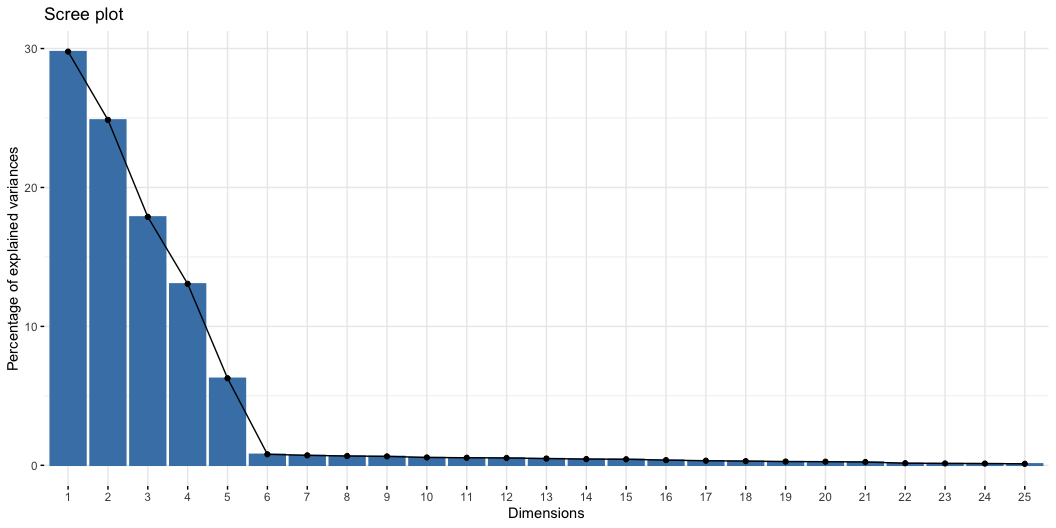 Scree plot
Percentage of explained variances
30
20
10
0
1 2 3 4 5 6 7 8 9 10 11 12 13 14 15 16 17 18 19 20 21 22 23 24 25
Dimensions